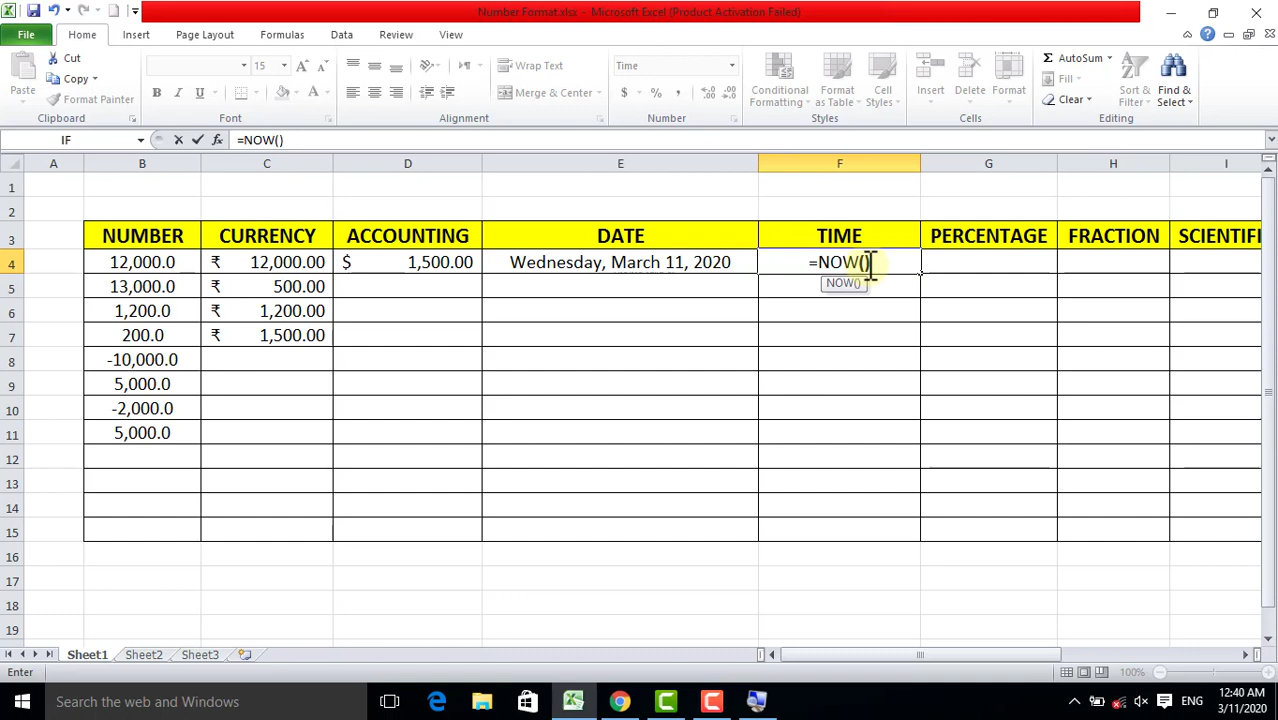 Number Format.xlsx - Microsoft Excel (Product Activation Failed)
File Home Insert Page Layout Formulas Data Review View
Paste
Cut
Copy
Format Painter
Clipboard
15
Font
Wrap Text
Merge & Center
Alignment
Time
$ % ,
Number
Conditional Formatting
Format as Table
Cell Styles
Styles
Insert Delete Format
Cells
AutoSum
Fill
Clear
Sort & Filter
Find & Select
Editing
IF =NOW()
A B C D E F G H I
1
2
3 NUMBER CURRENCY ACCOUNTING DATE TIME PERCENTAGE FRACTION SCIENTIFI
4 12,000.0 ₹ 12,000.00 $ 1,500.00 Wednesday, March 11, 2020 =NOW()
NOW()
5 13,000.0 ₹ 500.00
6 1,200.0 ₹ 1,200.00
7 200.0 ₹ 1,500.00
8 -10,000.0
9 5,000.0
10 -2,000.0
11 5,000.0
12
13
14
15
16
17
18
19
Sheet1 Sheet2 Sheet3
Enter 100%
Search the web and Windows
ENG
12:40 AM
3/11/2020